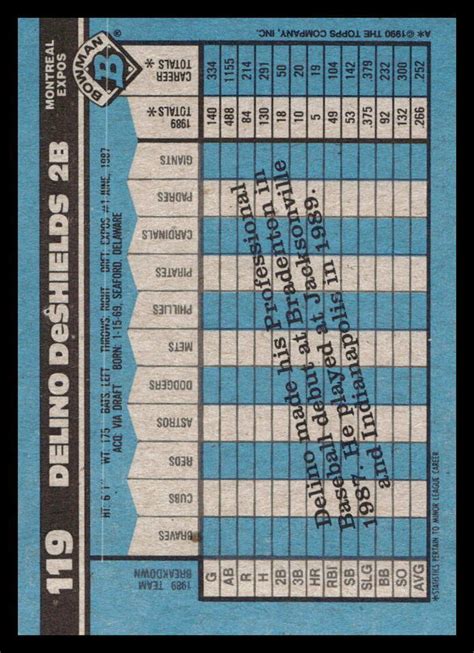 119 DELINO DeSHIELDS 2B
MONTREAL
EXPOS
BOWMAN
B
®
HT. 6'1 WT. 175 BATS: LEFT THROWS: RIGHT DRFT: EXPOS #1-JUNE, 1987
ACQ: VIA DRAFT BORN: 1-15-69, SEAFORD, DELAWARE
1989 TEAM
BREAKDOWN
BRAVES
CUBS
REDS
ASTROS
DODGERS
METS
PHILLIES
PIRATES
CARDINALS
PADRES
GIANTS
1989
TOTALS*
CAREER
TOTALS*
G 140 334
AB 488 1155
R 84 214
H 130 291
2B 18 50
3B 10 20
HR 5 19
RBI 49 104
SB 53 142
SLG .375 .379
BB 92 232
SO 132 300
AVG .266 .252
Delino made his Professional
Baseball debut at Bradenton in
1987. He played at Jacksonville
and Indianapolis in 1989.
*STATISTICS PERTAIN TO MINOR LEAGUE CAREER
A* ©1990 THE TOPPS COMPANY, INC.